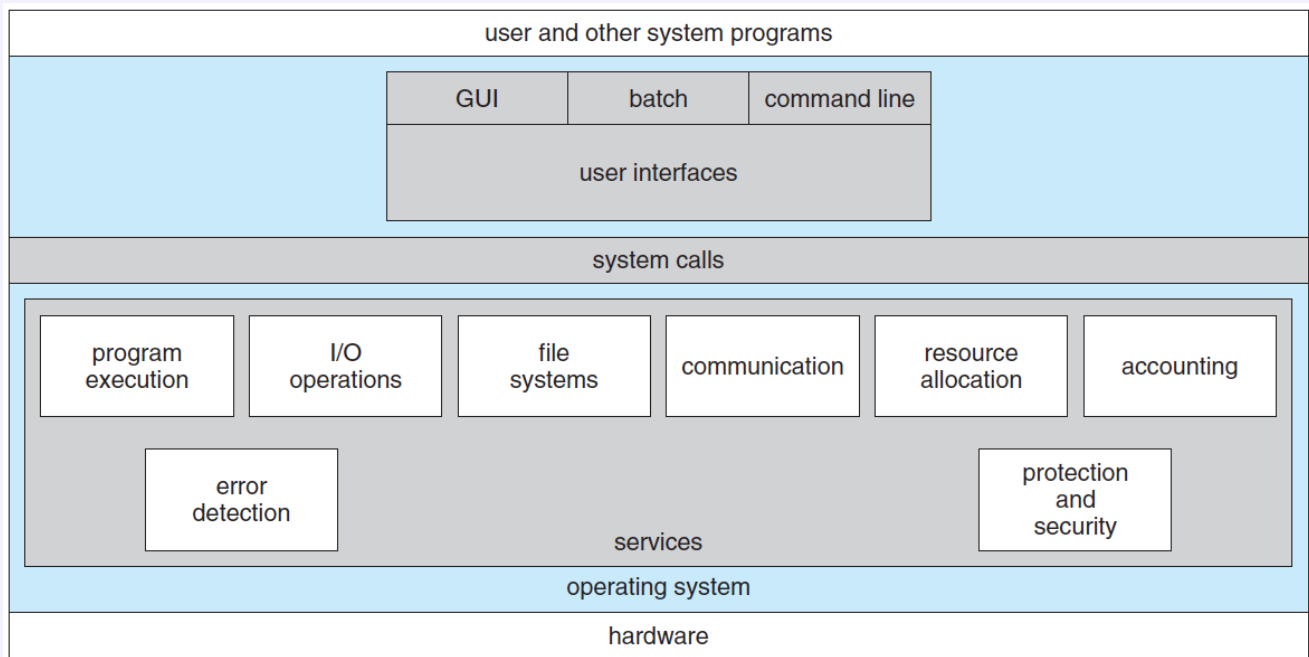 user and other system programs
GUI
batch
command line
user interfaces
system calls
program
execution
I/O
operations
file
systems
communication
resource
allocation
accounting
error
detection
protection
and
security
services
operating system
hardware